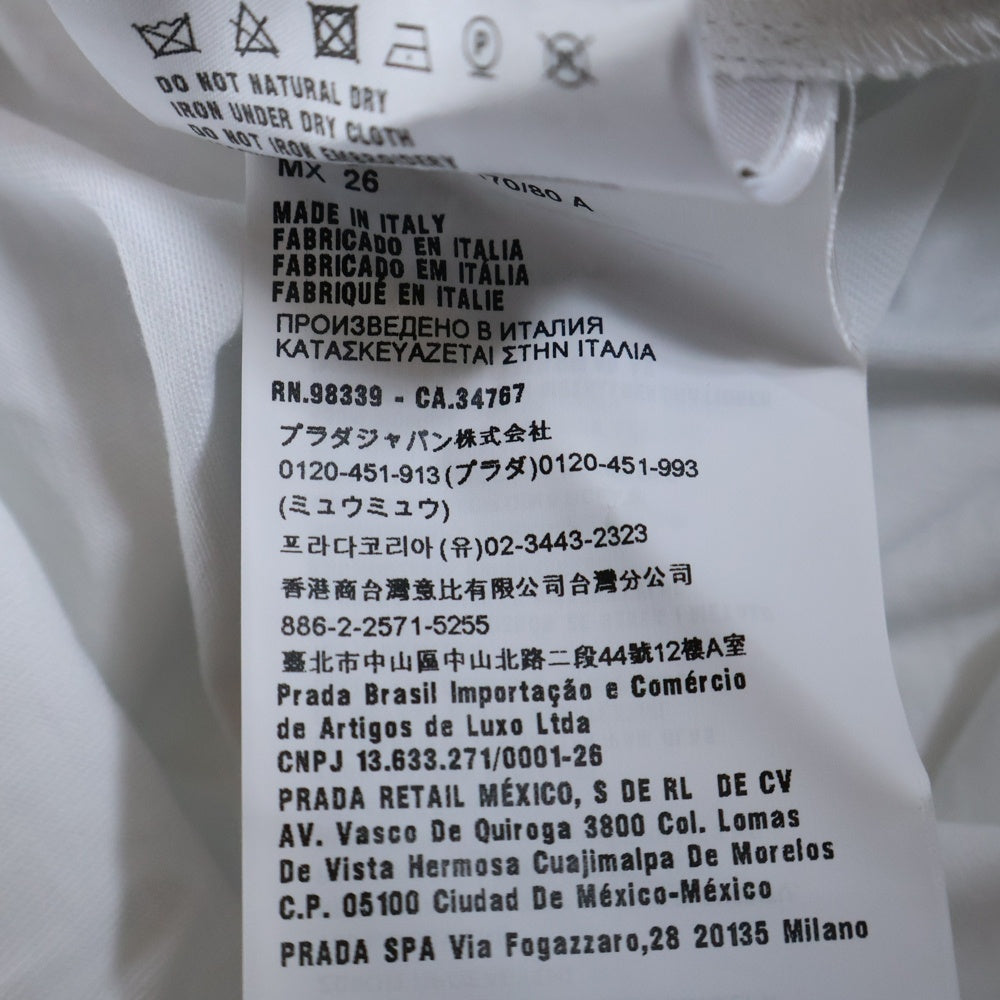 DO NOT NATURAL DRY
IRON UNDER DRY CLOTH
DO NOT IRON EMBROIDERY
MX 26 170/80 A
MADE IN ITALY
FABRICADO EN ITALIA
FABRICADO EM ITÁLIA
FABRIQUÉ EN ITALIE
ПРОИЗВЕДЕНО В ИТАЛИЯ
ΚΑΤΑΣΚΕΥΑΖΕΤΑΙ ΣΤΗΝ ΙΤΑΛΙΑ
RN.98339 - CA.34767
プラダジャパン株式会社
0120-451-913(プラダ)0120-451-993
(ミュウミュウ)
프라다코리아(유)02-3443-2323
香港商台灣意比有限公司台灣分公司
886-2-2571-5255
臺北市中山區中山北路二段44號12樓A室
Prada Brasil Importação e Comércio
de Artigos de Luxo Ltda
CNPJ 13.633.271/0001-26
PRADA RETAIL MÉXICO, S DE RL DE CV
AV. Vasco De Quiroga 3800 Col. Lomas
De Vista Hermosa Cuajimalpa De Morelos
C.P. 05100 Ciudad De México-México
PRADA SPA Via Fogazzaro,28 20135 Milano